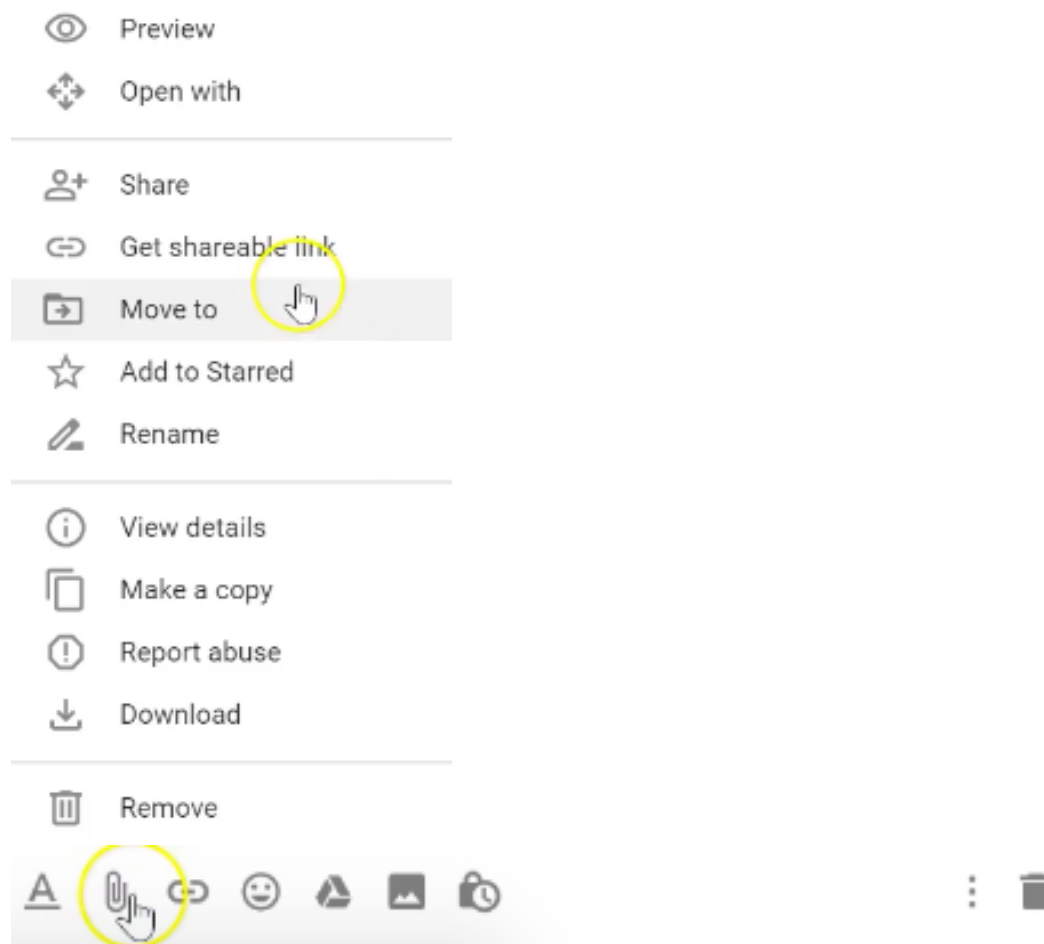 Preview
Open with
Share
Get shareable link
Move to
Add to Starred
Rename
View details
Make a copy
Report abuse
Download
Remove
A